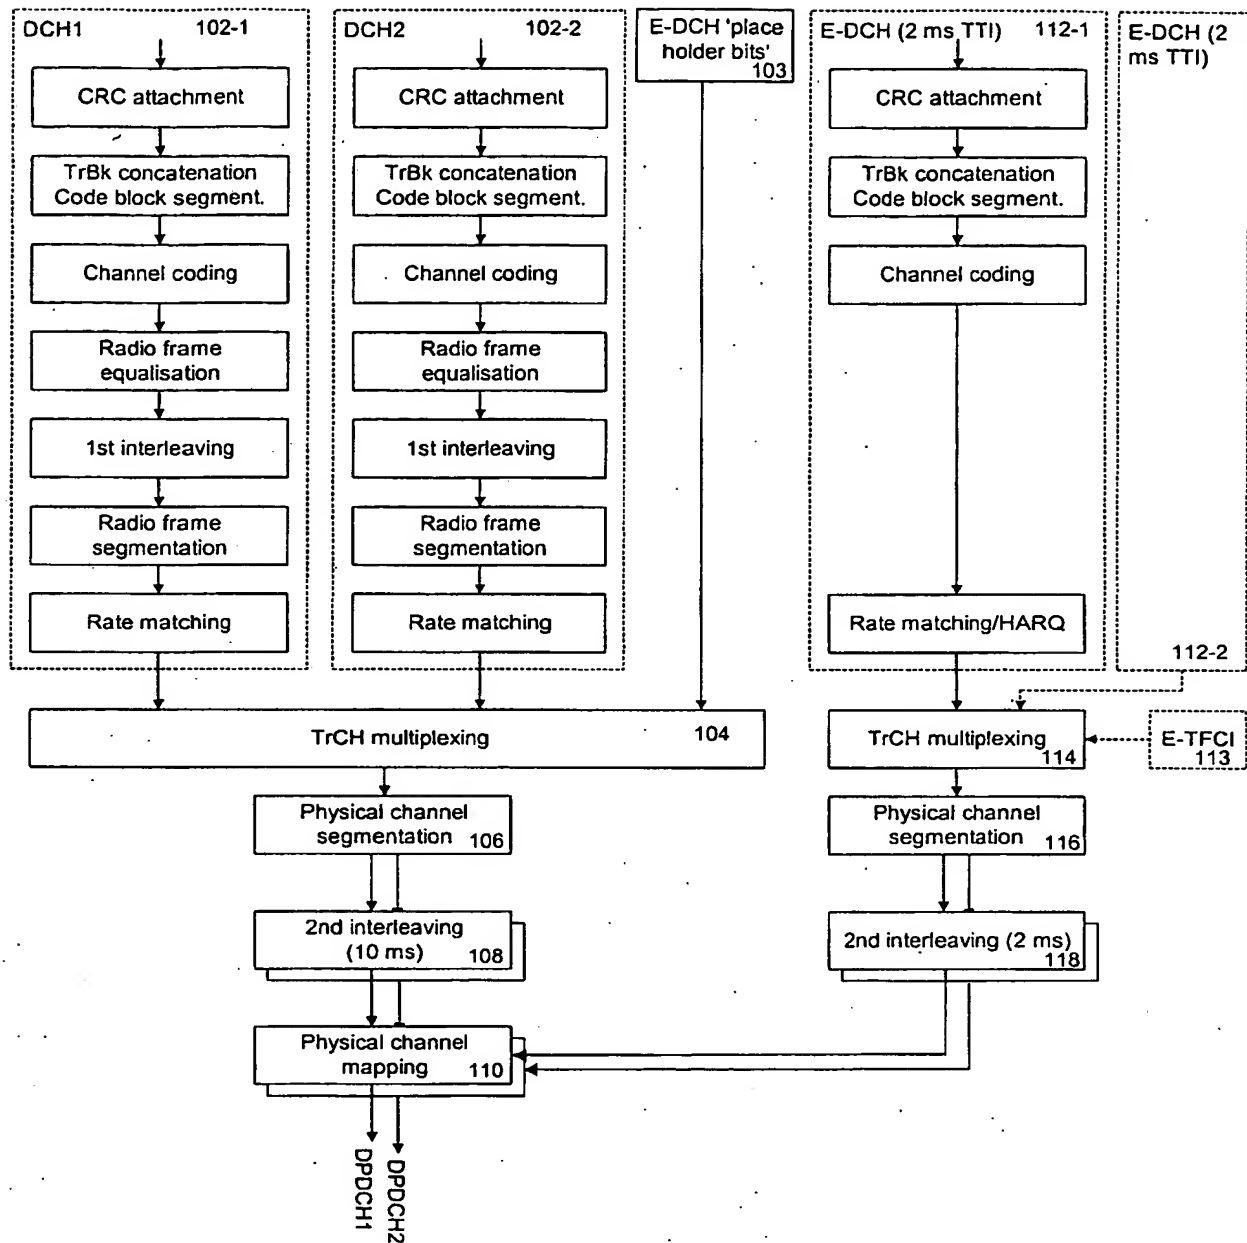 DCH1 102-1
CRC attachment
TrBk concatenation
Code block segment.
Channel coding
Radio frame
equalisation
1st interleaving
Radio frame
segmentation
Rate matching
DCH2 102-2
CRC attachment
TrBk concatenation
Code block segment.
Channel coding
Radio frame
equalisation
1st interleaving
Radio frame
segmentation
Rate matching
E-DCH 'place
holder bits'
103
E-DCH (2 ms TTI) 112-1
CRC attachment
TrBk concatenation
Code block segment.
Channel coding
Rate matching/HARQ
E-DCH (2
ms TTI)
112-2
TrCH multiplexing 104
TrCH multiplexing
114
E-TFCI
113
Physical channel
segmentation 106
Physical channel
segmentation
116
2nd interleaving
(10 ms) 108
2nd interleaving (2 ms)
118
Physical channel
mapping 110
DPDCH1
DPDCH2